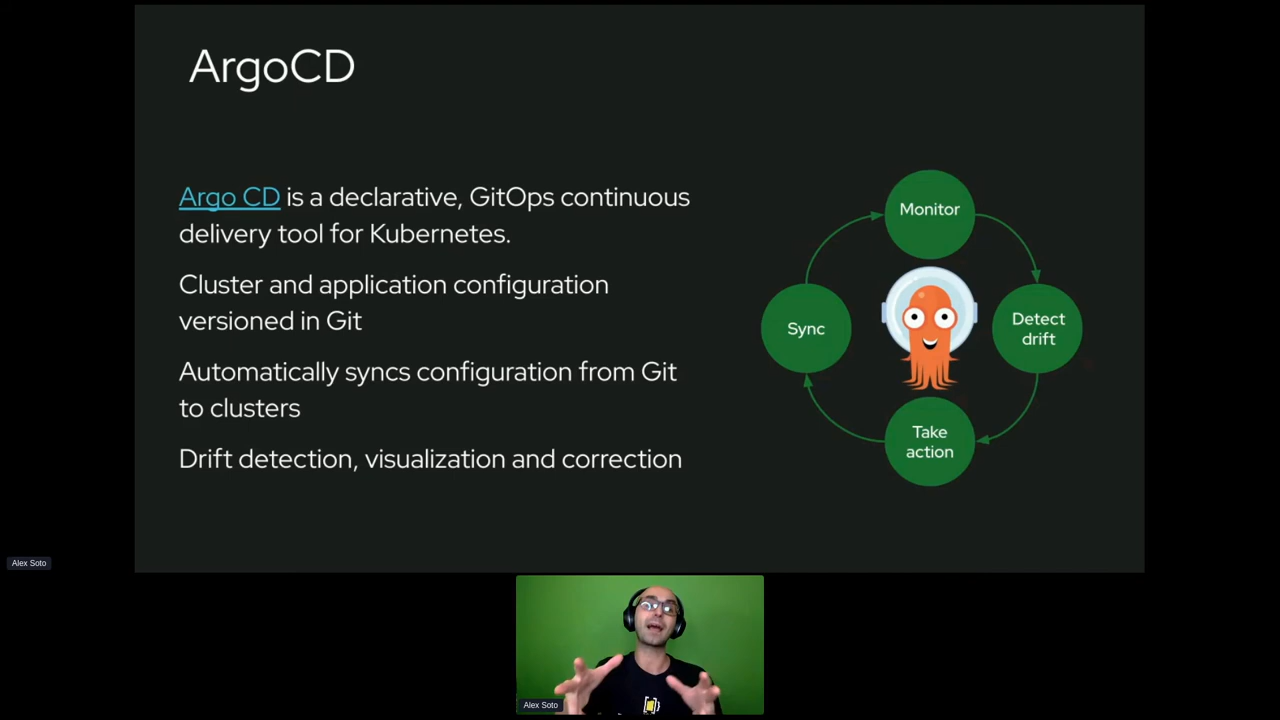 ArgoCD
Argo CD is a declarative, GitOps continuous
delivery tool for Kubernetes.
Cluster and application configuration
versioned in Git
Automatically syncs configuration from Git
to clusters
Drift detection, visualization and correction
Monitor
Detect
drift
Take
action
Sync
Alex Soto
Alex Soto